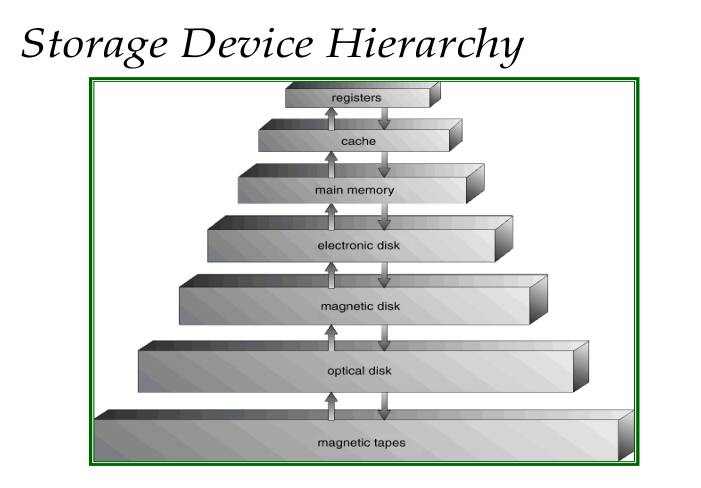 Storage Device Hierarchy
registers
cache
main memory
electronic disk
magnetic disk
optical disk
magnetic tapes